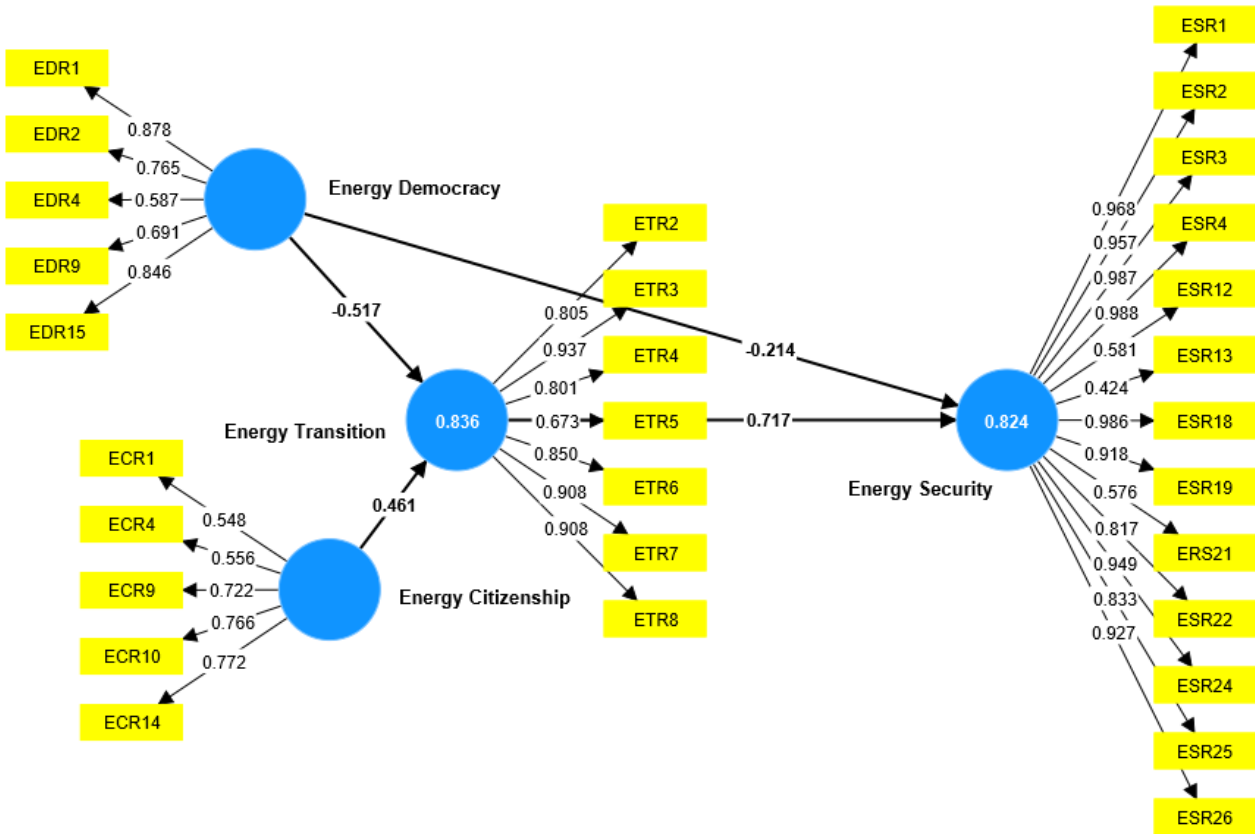 EDR1
EDR2
EDR4
EDR9
EDR15
0.878
0.765
0.587
0.691
0.846
Energy Democracy
-0.517
-0.214
ECR1
ECR4
ECR9
ECR10
ECR14
0.548
0.556
0.722
0.766
0.772
Energy Citizenship
0.461
Energy Transition
0.836
0.805
0.937
0.801
0.673
0.850
0.908
0.908
ETR2
ETR3
ETR4
ETR5
ETR6
ETR7
ETR8
0.717
0.824
Energy Security
0.968
0.957
0.987
0.988
0.581
0.424
0.986
0.918
0.576
0.817
0.949
0.833
0.927
ESR1
ESR2
ESR3
ESR4
ESR12
ESR13
ESR18
ESR19
ERS21
ESR22
ESR24
ESR25
ESR26